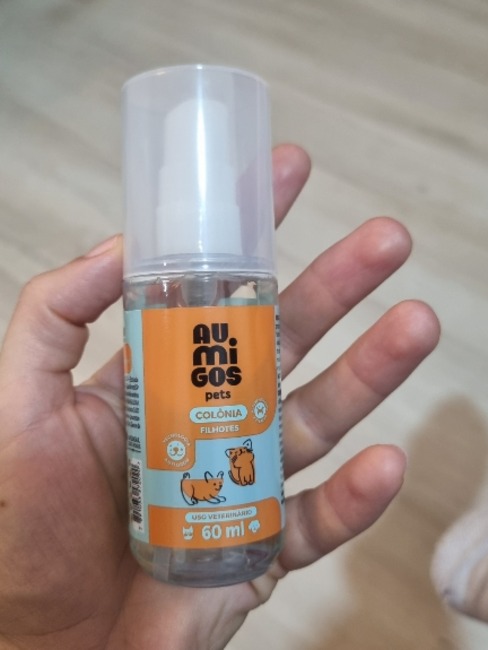 AU
mi
GOS
pets
COLÔNIA
FILHOTES
USO VETERINÁRIO
60 ml